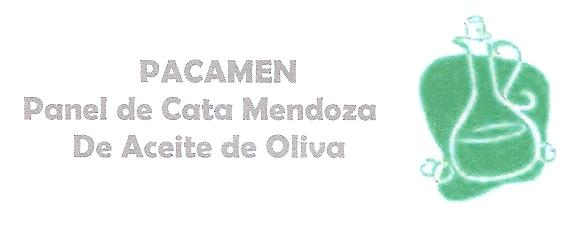 PACAMEN
Panel de Cata Mendoza
De Aceite de Oliva